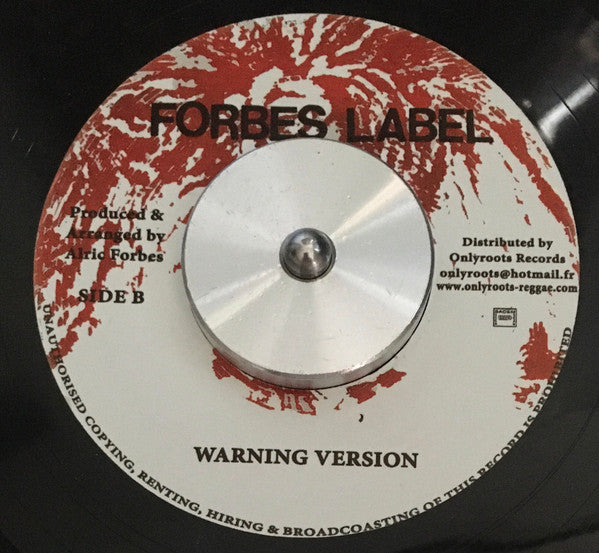 FORBES LABEL
Produced &
Arranged by
Alric Forbes
SIDE B
Distributed by
Onlyroots Records
onlyroots@hotmail.fr
www.onlyroots-reggae.com
WARNING VERSION
UNAUTHORISED COPYING, RENTING, HIRING & BROADCOASTING OF THIS RECORD IS PROHIBITED